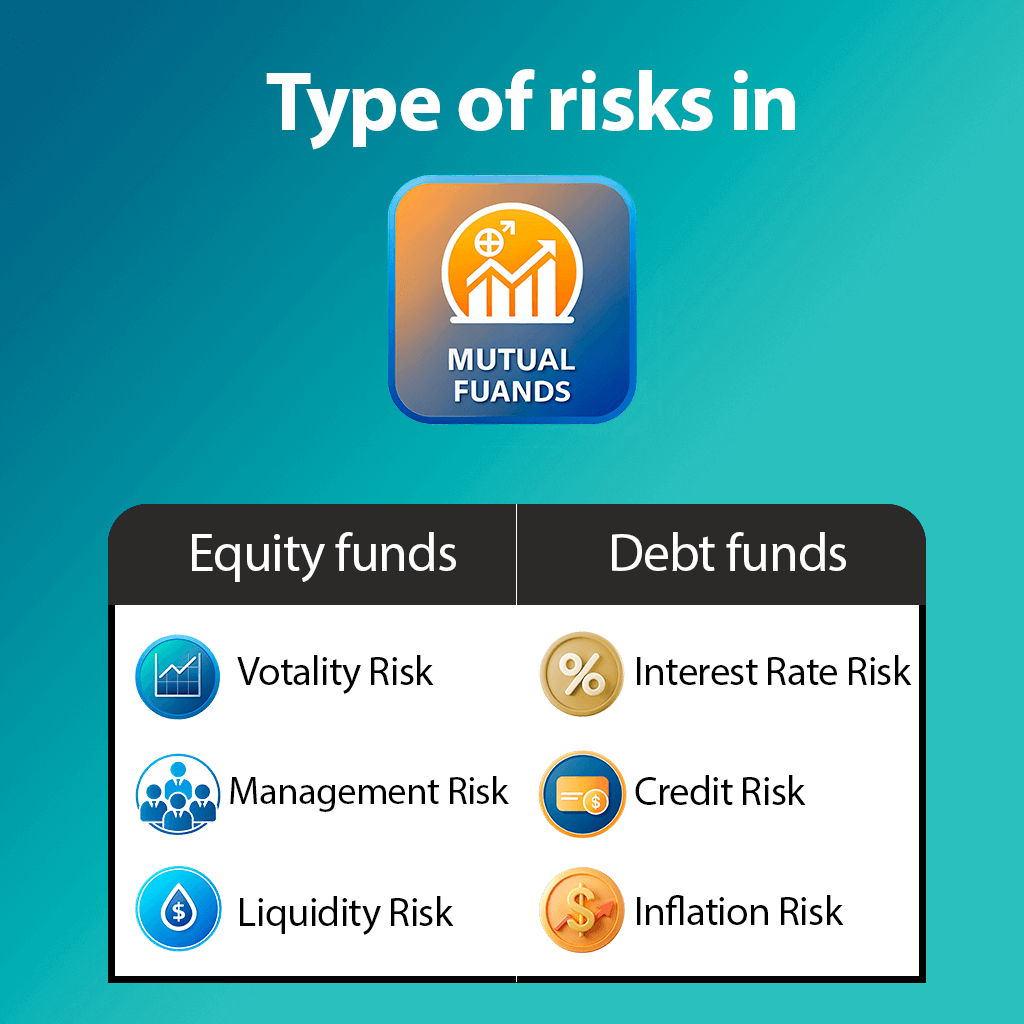 Type of risks in
MUTUAL
FUANDS
Equity funds
Debt funds
Votality Risk
Interest Rate Risk
Management Risk
Credit Risk
Liquidity Risk
Inflation Risk